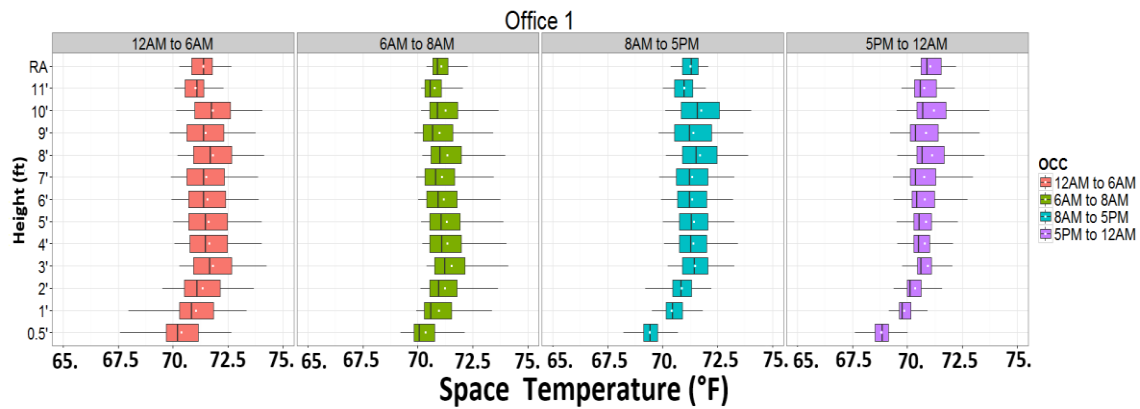 Office 1
12AM to 6AM 6AM to 8AM 8AM to 5PM 5PM to 12AM
Height (ft)
RA
11'
10'
9'
8'
7'
6'
5'
4'
3'
2'
1'
0.5'
65. 67.5 70. 72.5 75. 65. 67.5 70. 72.5 75. 65. 67.5 70. 72.5 75. 65. 67.5 70. 72.5 75.
Space Temperature (°F)
OCC
12AM to 6AM
6AM to 8AM
8AM to 5PM
5PM to 12AM